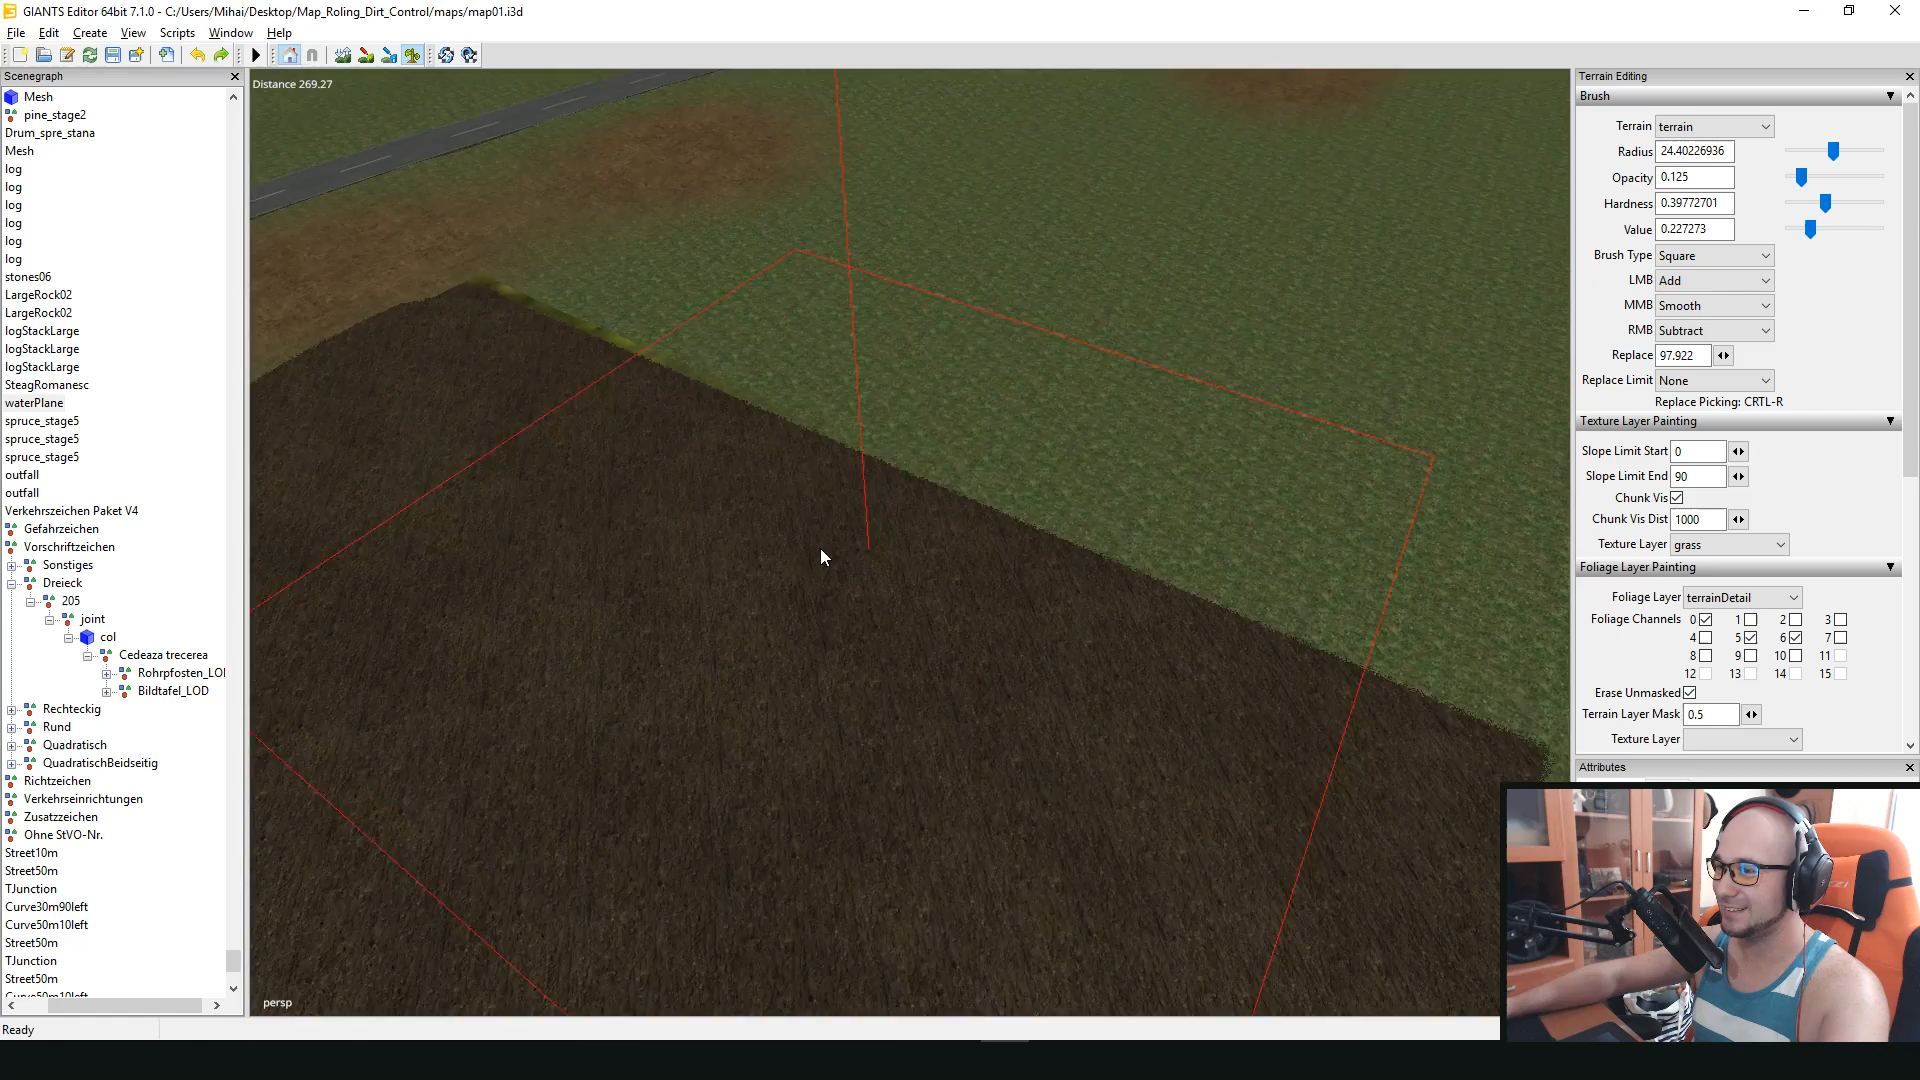 GIANTS Editor 64bit 7.1.0 - C:/Users/Mihai/Desktop/Map_Roling_Dirt_Control/maps/map01.i3d
File Edit Create View Scripts Window Help
Scenegraph
Mesh
pine_stage2
Drum_spre_stana
Mesh
log
log
log
log
log
log
stones06
LargeRock02
LargeRock02
logStackLarge
logStackLarge
logStackLarge
SteagRomanesc
waterPlane
spruce_stage5
spruce_stage5
spruce_stage5
outfall
outfall
Verkehrszeichen Paket V4
Gefahrzeichen
Vorschriftzeichen
Sonstiges
Dreieck
205
joint
col
Cedeaza trecerea
Rohrpfosten_LO
Bildtafel_LOD
Rechteckig
Rund
Quadratisch
QuadratischBeidseitig
Richtzeichen
Verkehrseinrichtungen
Zusatzzeichen
Ohne StVO-Nr.
Street10m
Street50m
TJunction
Curve30m90left
Curve50m10left
Street50m
TJunction
Street50m
Curve50m10left
Ready
Distance 269.27
persp
Terrain Editing
Brush
Terrain terrain
Radius 24.40226936
Opacity 0.125
Hardness 0.39772701
Value 0.227273
Brush Type Square
LMB Add
MMB Smooth
RMB Subtract
Replace 97.922
Replace Limit None
Replace Picking: CRTL-R
Texture Layer Painting
Slope Limit Start 0
Slope Limit End 90
Chunk Vis
Chunk Vis Dist 1000
Texture Layer grass
Foliage Layer Painting
Foliage Layer terrainDetail
Foliage Channels 0 1 2 3
4 5 6 7
8 9 10 11
12 13 14 15
Erase Unmasked
Terrain Layer Mask 0.5
Texture Layer
Attributes